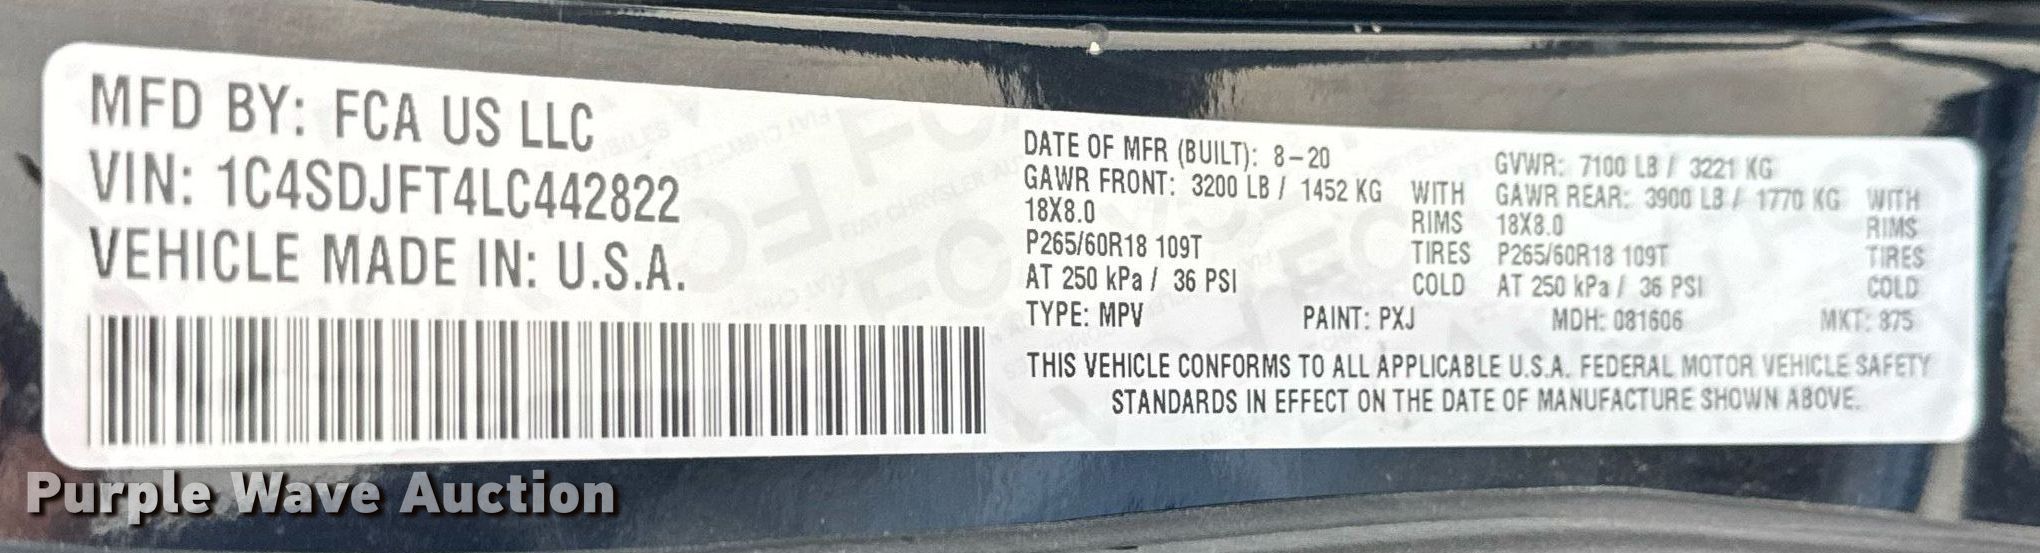 MFD BY: FCA US LLC
VIN: 1C4SDJFT4LC442822
VEHICLE MADE IN: U.S.A.
DATE OF MFR (BUILT): 8-20 GVWR: 7100 LB / 3221 KG
GAWR FRONT: 3200 LB / 1452 KG WITH GAWR REAR: 3900 LB / 1770 KG WITH
18X8.0 RIMS 18X8.0 RIMS
P265/60R18 109T TIRES P265/60R18 109T TIRES
AT 250 kPa / 36 PSI COLD AT 250 kPa / 36 PSI COLD
TYPE: MPV PAINT: PXJ MDH: 081606 MKT: 875
THIS VEHICLE CONFORMS TO ALL APPLICABLE U.S.A. FEDERAL MOTOR VEHICLE SAFETY
STANDARDS IN EFFECT ON THE DATE OF MANUFACTURE SHOWN ABOVE.
Purple Wave Auction